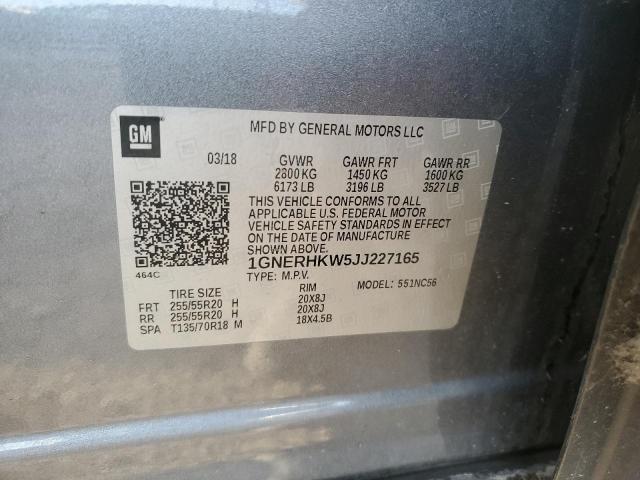 GM
MFD BY GENERAL MOTORS LLC
03/18 GVWR GAWR FRT GAWR RR
2800 KG 1450 KG 1600 KG
6173 LB 3196 LB 3527 LB
THIS VEHICLE CONFORMS TO ALL
APPLICABLE U.S. FEDERAL MOTOR
VEHICLE SAFETY STANDARDS IN EFFECT
ON THE DATE OF MANUFACTURE
SHOWN ABOVE.
1GNERHKW5JJ227165
464C
TYPE: M.P.V. MODEL: 551NC56
TIRE SIZE RIM
FRT 255/55R20 H 20X8J
RR 255/55R20 H 20X8J
SPA T135/70R18 M 18X4.5B